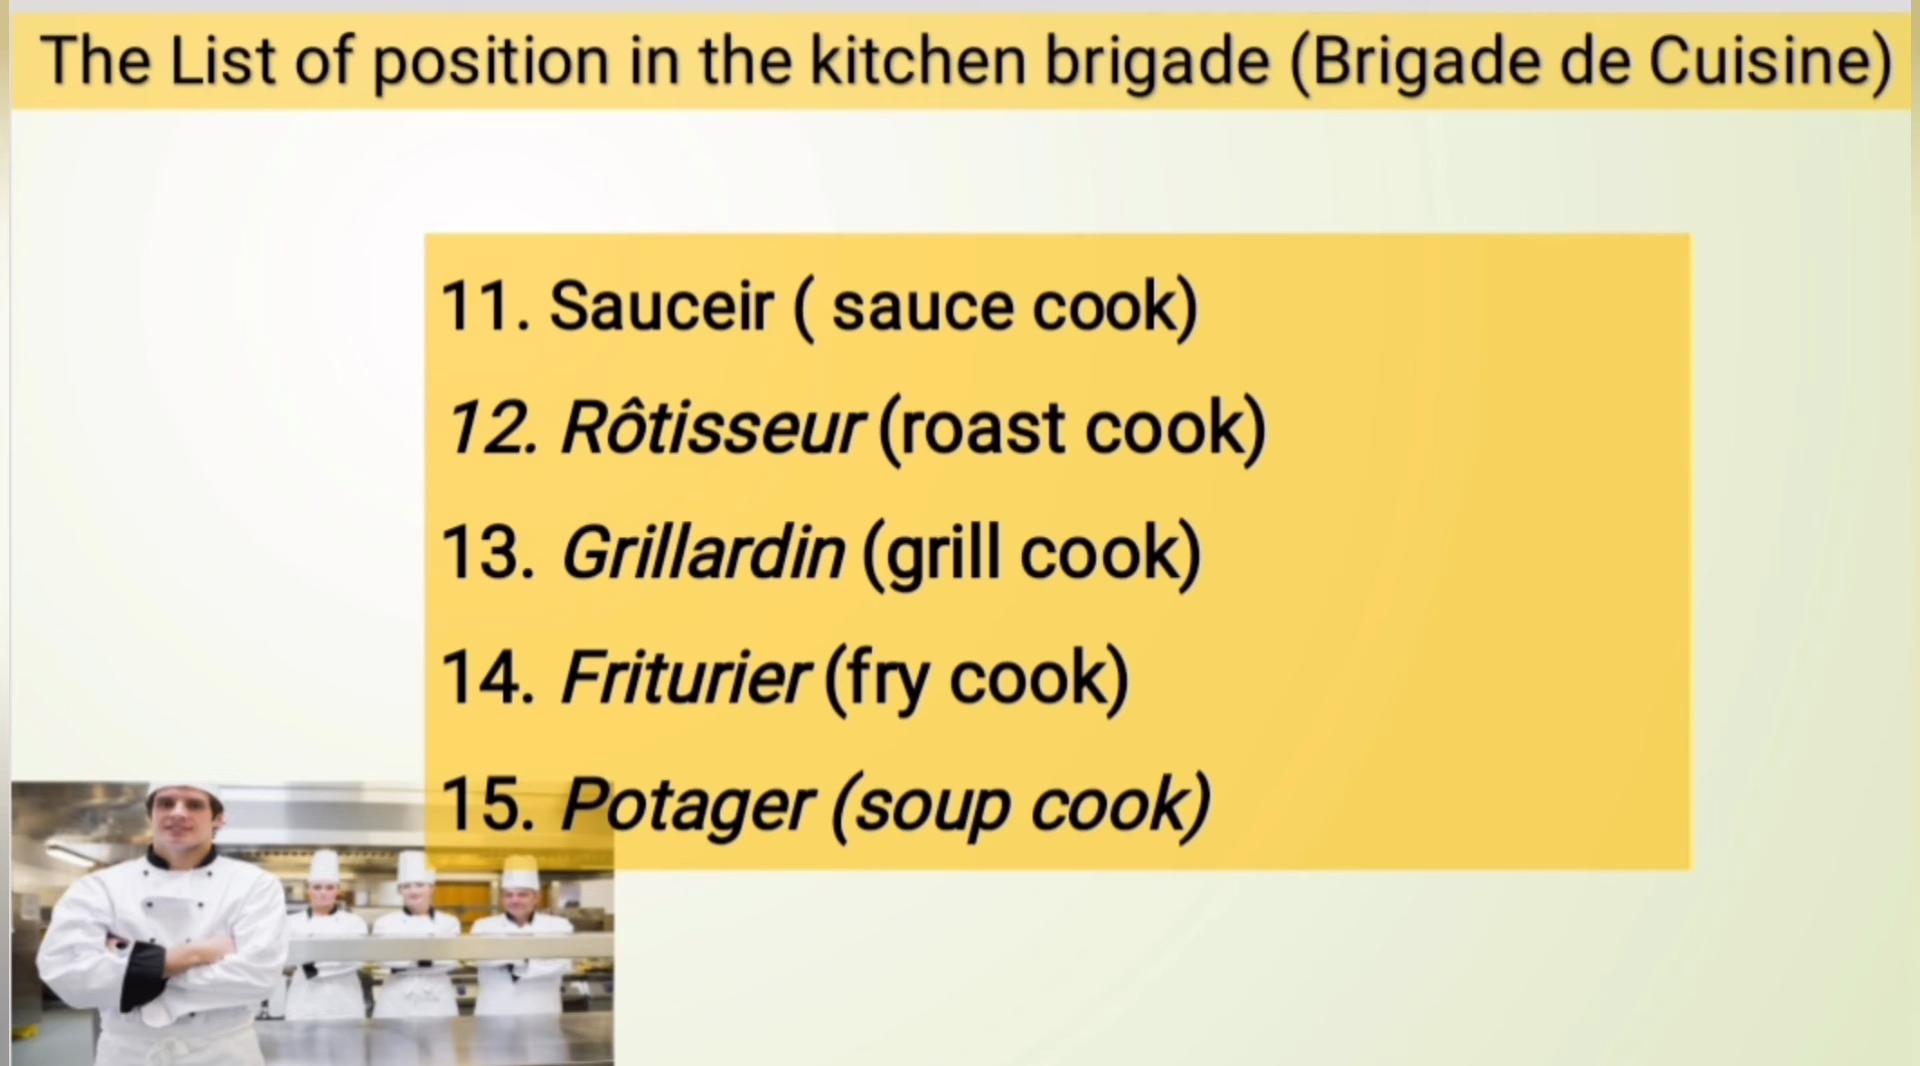 The List of position in the kitchen brigade (Brigade de Cuisine)
11. Sauceir ( sauce cook)
12. Rôtisseur (roast cook)
13. Grillardin (grill cook)
14. Friturier (fry cook)
15. Potager (soup cook)